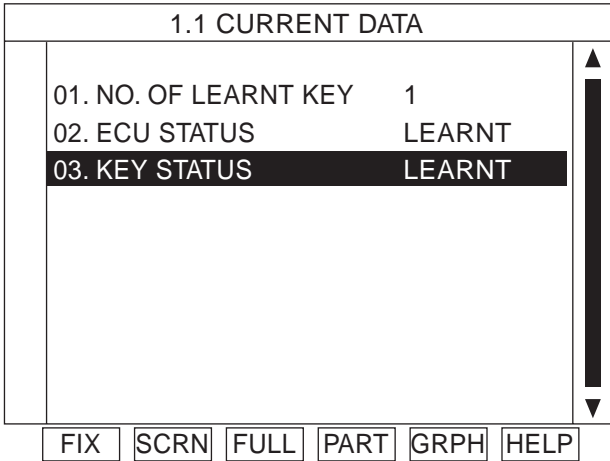 1.1 CURRENT DATA
01. NO. OF LEARNT KEY 1
02. ECU STATUS LEARNT
03. KEY STATUS LEARNT
FIX SCRN FULL PART GRPH HELP